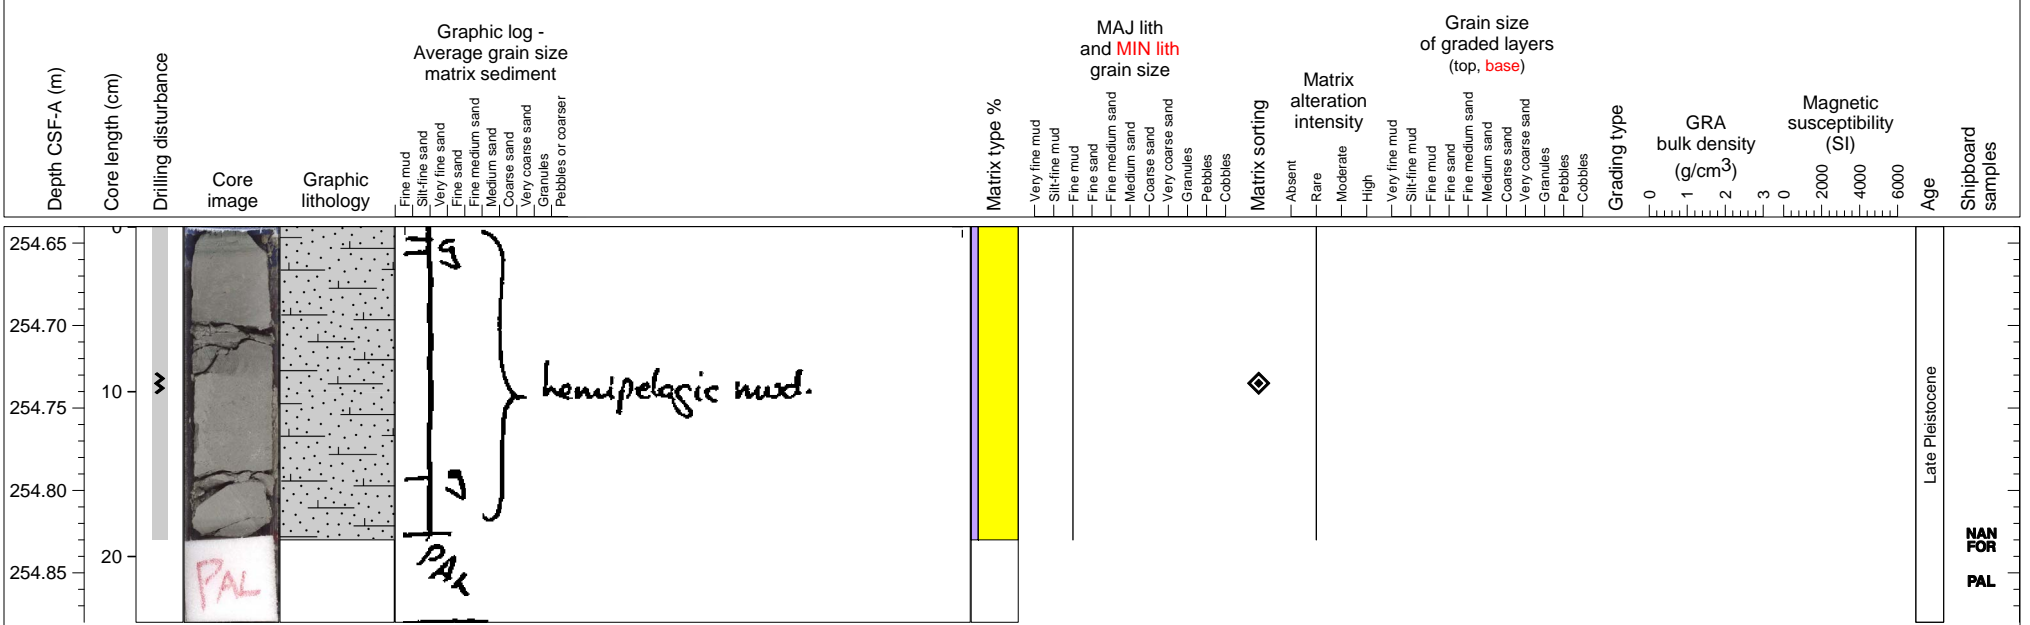 Depth CSF-A (m)
Core length (cm)
Drilling disturbance
Core
image
Graphic
lithology
Graphic log -
Average grain size
matrix sediment
Fine mud
Silt-fine sand
Very fine sand
Fine sand
Fine medium sand
Medium sand
Coarse sand
Very coarse sand
Granules
Pebbles or coarser
Matrix type %
MAJ lith
and MIN lith
grain size
Very fine mud
Silt-fine mud
Fine mud
Fine sand
Fine medium sand
Medium sand
Coarse sand
Very coarse sand
Granules
Pebbles
Cobbles
Matrix sorting
Matrix
alteration
intensity
Absent
Rare
Moderate
High
Grain size
of graded layers
(top, base)
Very fine mud
Silt-fine mud
Fine mud
Fine sand
Fine medium sand
Medium sand
Coarse sand
Very coarse sand
Granules
Pebbles
Cobbles
Grading type
GRA
bulk density
(g/cm3)
0 1 2 3
Magnetic
susceptibility
(SI)
0 2000 4000 6000
Age
Shipboard
samples
254.65
254.70
254.75
254.80
254.85
0
10
20
PAL
g
hemipelagic mud.
g
PAL
Late Pleistocene
NAN
FOR
PAL